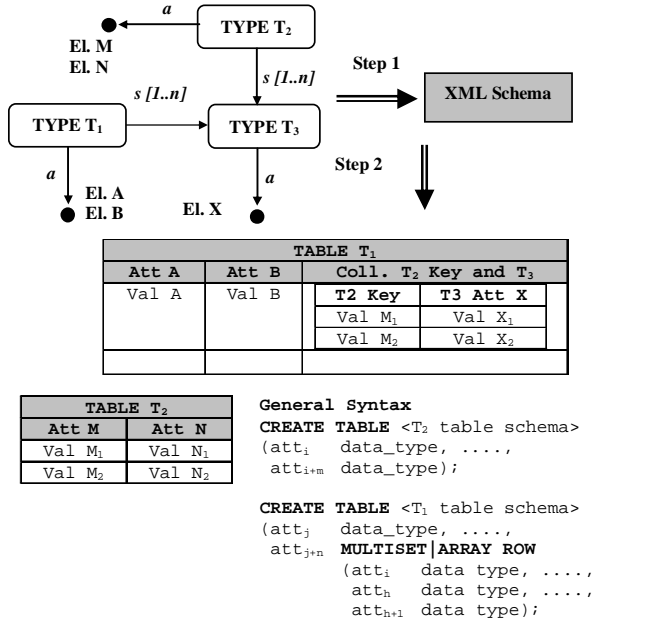 a
TYPE T₂
El. M
El. N
s [1..n]
s [1..n]
Step 1
XML Schema
TYPE T₁
TYPE T₃
a
a
Step 2
El. A
El. B
El. X
TABLE T₁
Att A Att B Coll. T₂ Key and T₃
Val A Val B T2 Key T3 Att X
Val M₁ Val X₁
Val M₂ Val X₂
TABLE T₂
Att M Att N
Val M₁ Val N₁
Val M₂ Val N₂
General Syntax
CREATE TABLE <T₂ table schema>
(attᵢ data_type, ....,
attᵢ₊ₘ data_type);
CREATE TABLE <T₁ table schema>
(attⱼ data_type, ....,
attⱼ₊ₙ MULTISET|ARRAY ROW
(attᵢ data type, ....,
attₕ data type, ....,
attₕ₊₁ data type);